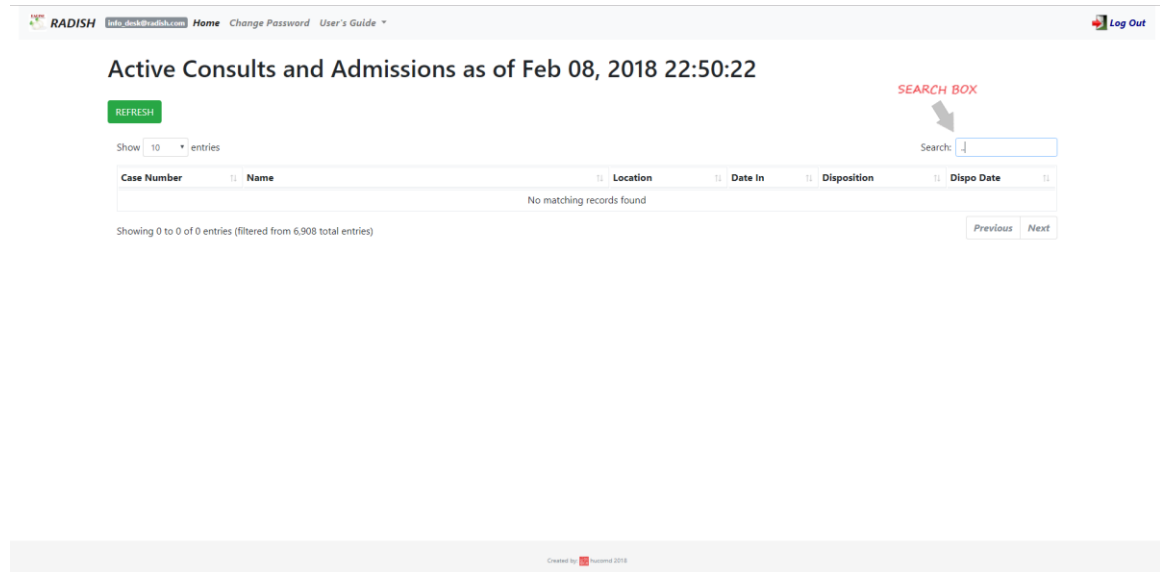 RADISH info_desk@radish.com Home Change Password User's Guide Log Out
Active Consults and Admissions as of Feb 08, 2018 22:50:22
SEARCH BOX
REFRESH
Show 10 entries Search:
Case Number Name Location Date In Disposition Dispo Date
No matching records found
Showing 0 to 0 of 0 entries (filtered from 6,908 total entries) Previous Next
Created by: 2018